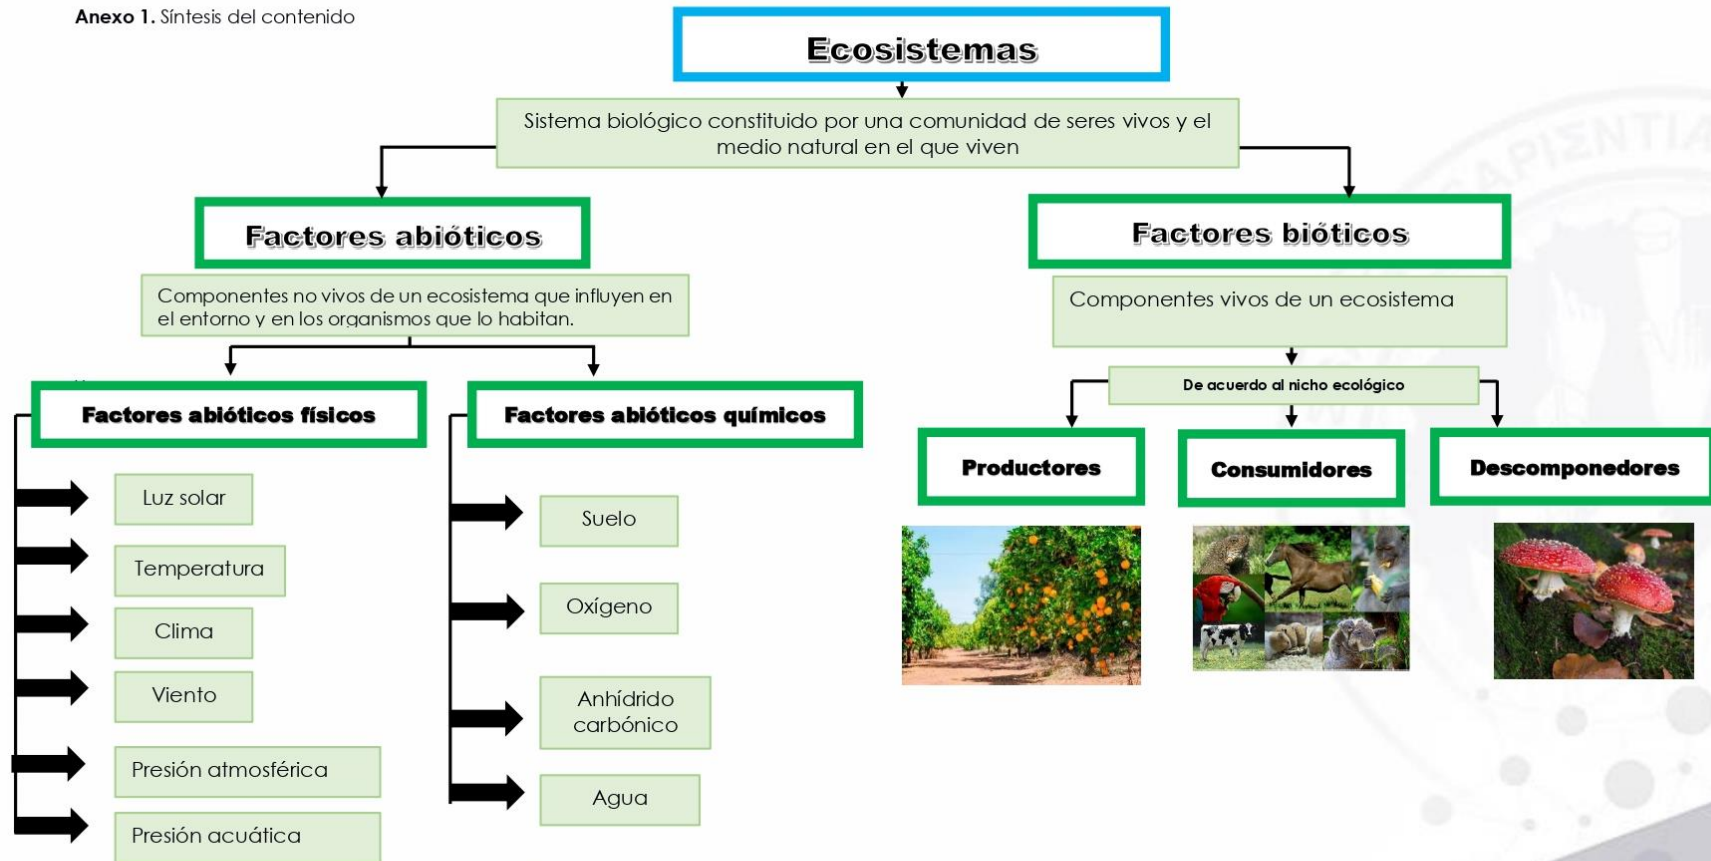 Anexo 1. Síntesis del contenido
Ecosistemas
Sistema biológico constituido por una comunidad de seres vivos y el
medio natural en el que viven
Factores abióticos
Componentes no vivos de un ecosistema que influyen en
el entorno y en los organismos que lo habitan.
Factores abióticos físicos
Luz solar
Temperatura
Clima
Viento
Presión atmosférica
Presión acuática
Factores abióticos químicos
Suelo
Oxígeno
Anhídrido
carbónico
Agua
Factores bióticos
Componentes vivos de un ecosistema
De acuerdo al nicho ecológico
Productores
Consumidores
Descomponedores